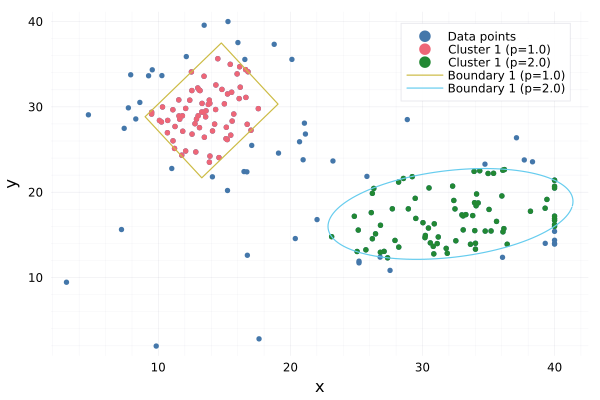 40
30
20
10
y
10
20
30
40
x
Data points
Cluster 1 (p=1.0)
Cluster 1 (p=2.0)
Boundary 1 (p=1.0)
Boundary 1 (p=2.0)